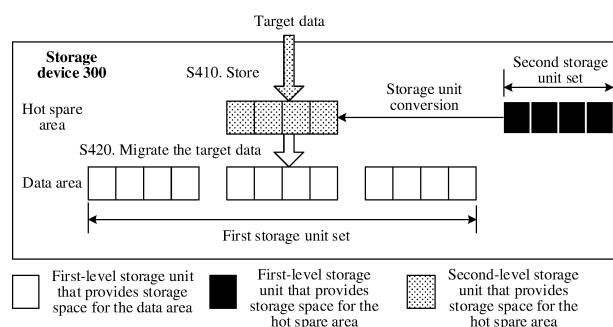 Target data
Storage
device 300
S410. Store
Second storage
unit set
Storage unit
conversion
Hot spare
area
S420. Migrate the target data
Data area
First storage unit set
First-level storage unit
that provides storage
space for the data area
First-level storage
unit that provides
storage space for the
hot spare area
Second-level storage
unit that provides
storage space for the
hot spare area